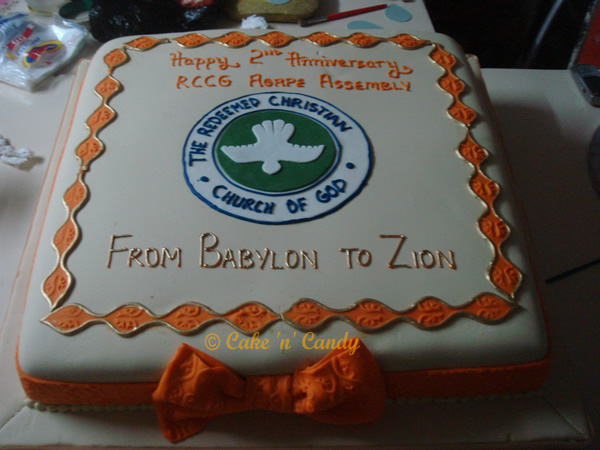 Happy 2nd Anniversary
RCCG Agape Assembly
THE REDEEMED CHRISTIAN
• CHURCH OF GOD •
FROM BABYLON TO ZION
© Cake 'n' Candy